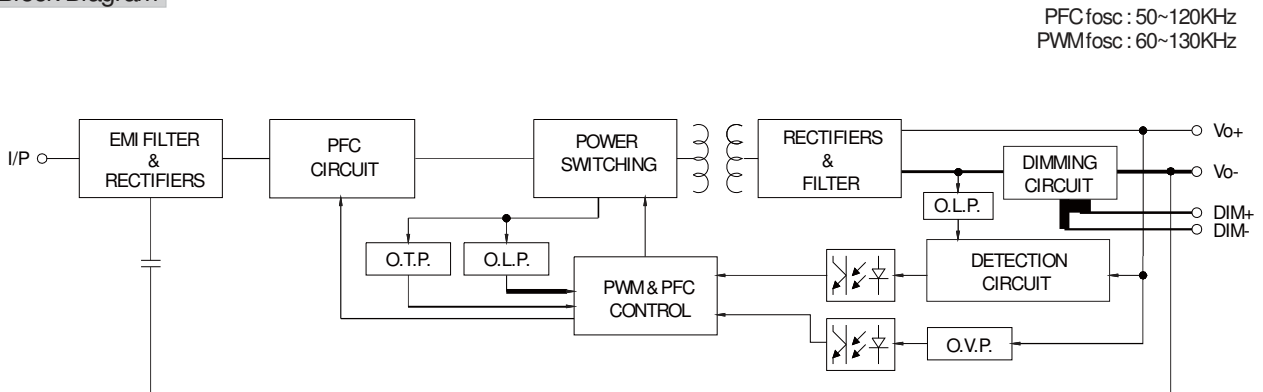 Block Diagram
PFC fosc : 50~120KHz
PWM fosc : 60~130KHz
I/P
EMI FILTER
&
RECTIFIERS
PFC
CIRCUIT
POWER
SWITCHING
RECTIFIERS
&
FILTER
DIMMING
CIRCUIT
Vo+
Vo-
DIM+
DIM-
O.L.P.
O.T.P.
O.L.P.
PWM & PFC
CONTROL
DETECTION
CIRCUIT
O.V.P.